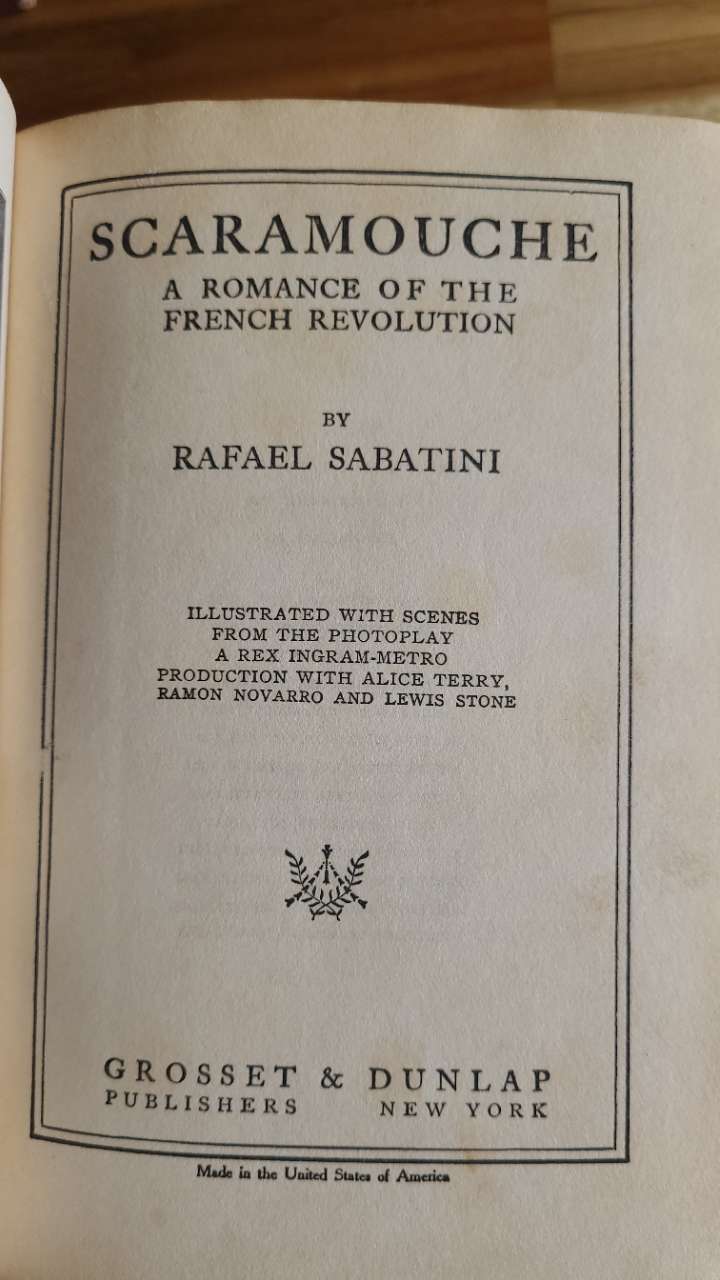 SCARAMOUCHE
A ROMANCE OF THE
FRENCH REVOLUTION
BY
RAFAEL SABATINI
ILLUSTRATED WITH SCENES
FROM THE PHOTOPLAY
A REX INGRAM-METRO
PRODUCTION WITH ALICE TERRY,
RAMON NOVARRO AND LEWIS STONE
GROSSET & DUNLAP
PUBLISHERS NEW YORK
Made in the United States of America